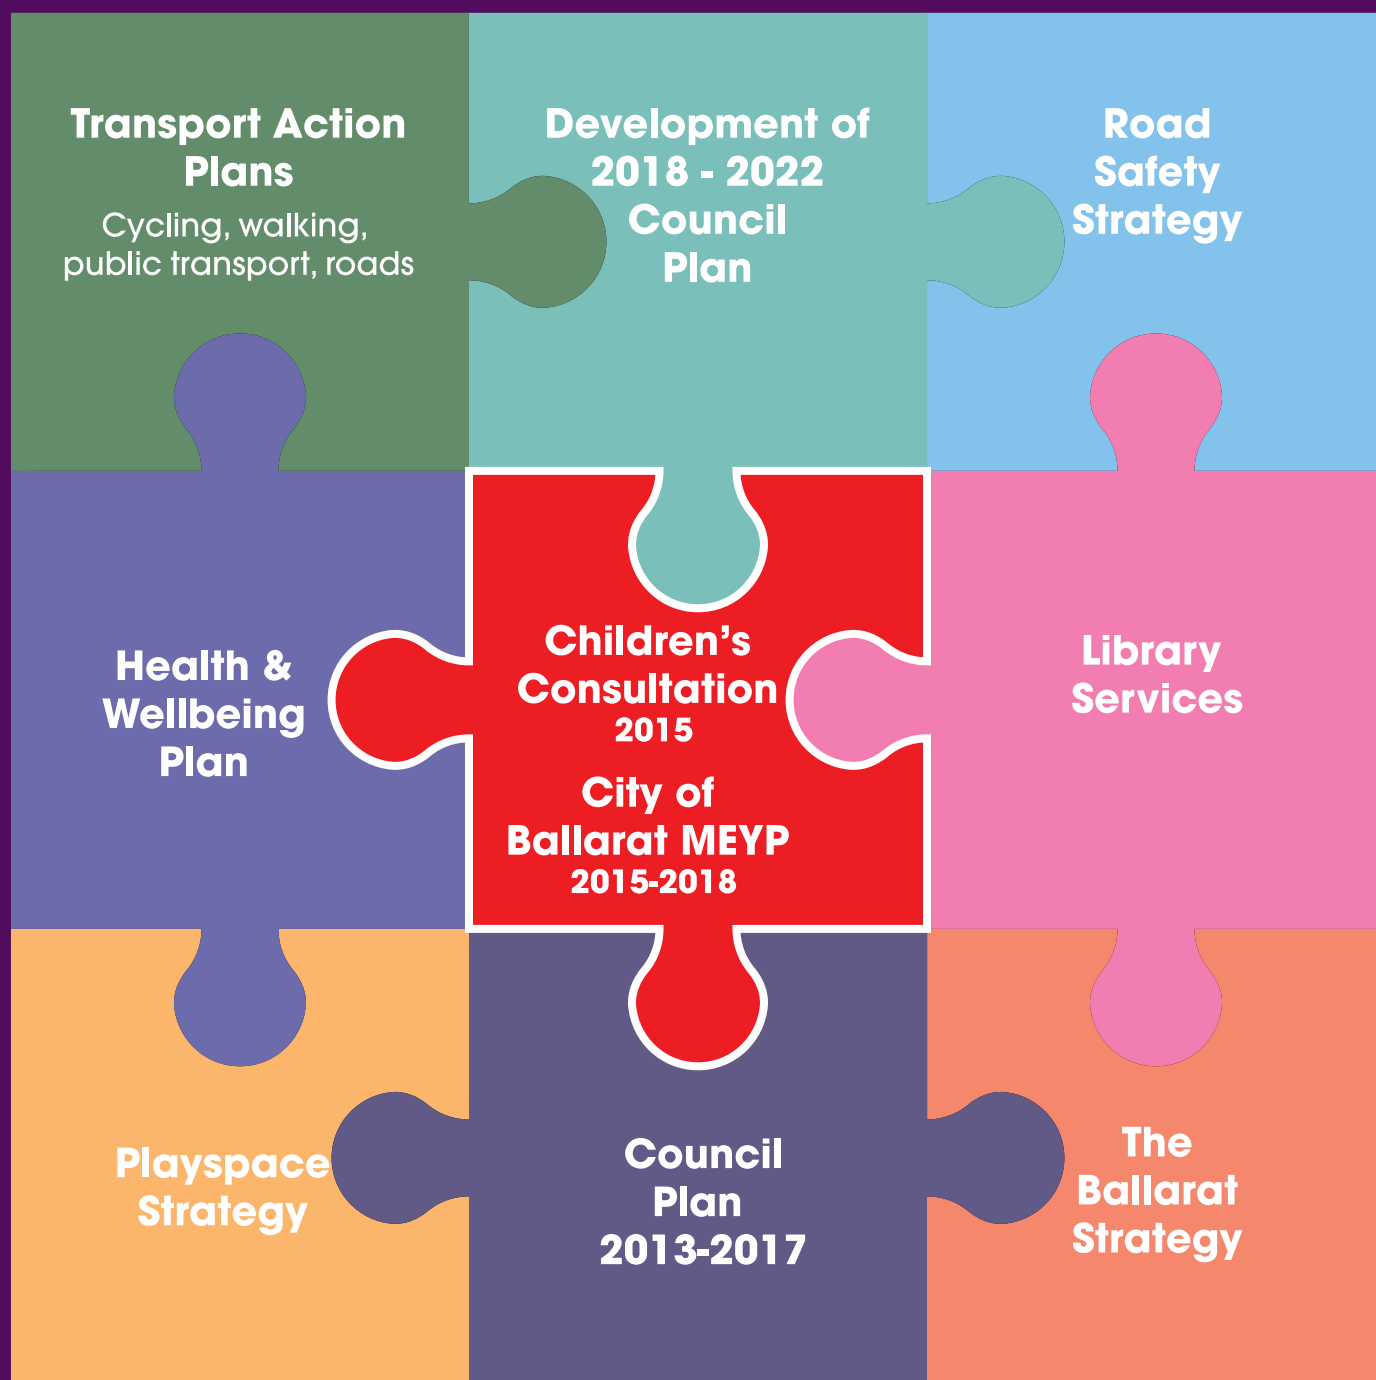 Transport Action
Plans
Cycling, walking,
public transport, roads
Development of
2018 - 2022
Council
Plan
Road
Safety
Strategy
Health &
Wellbeing
Plan
Children’s
Consultation
2015
City of
Ballarat MEYP
2015-2018
Library
Services
Playspace
Strategy
Council
Plan
2013-2017
The
Ballarat
Strategy